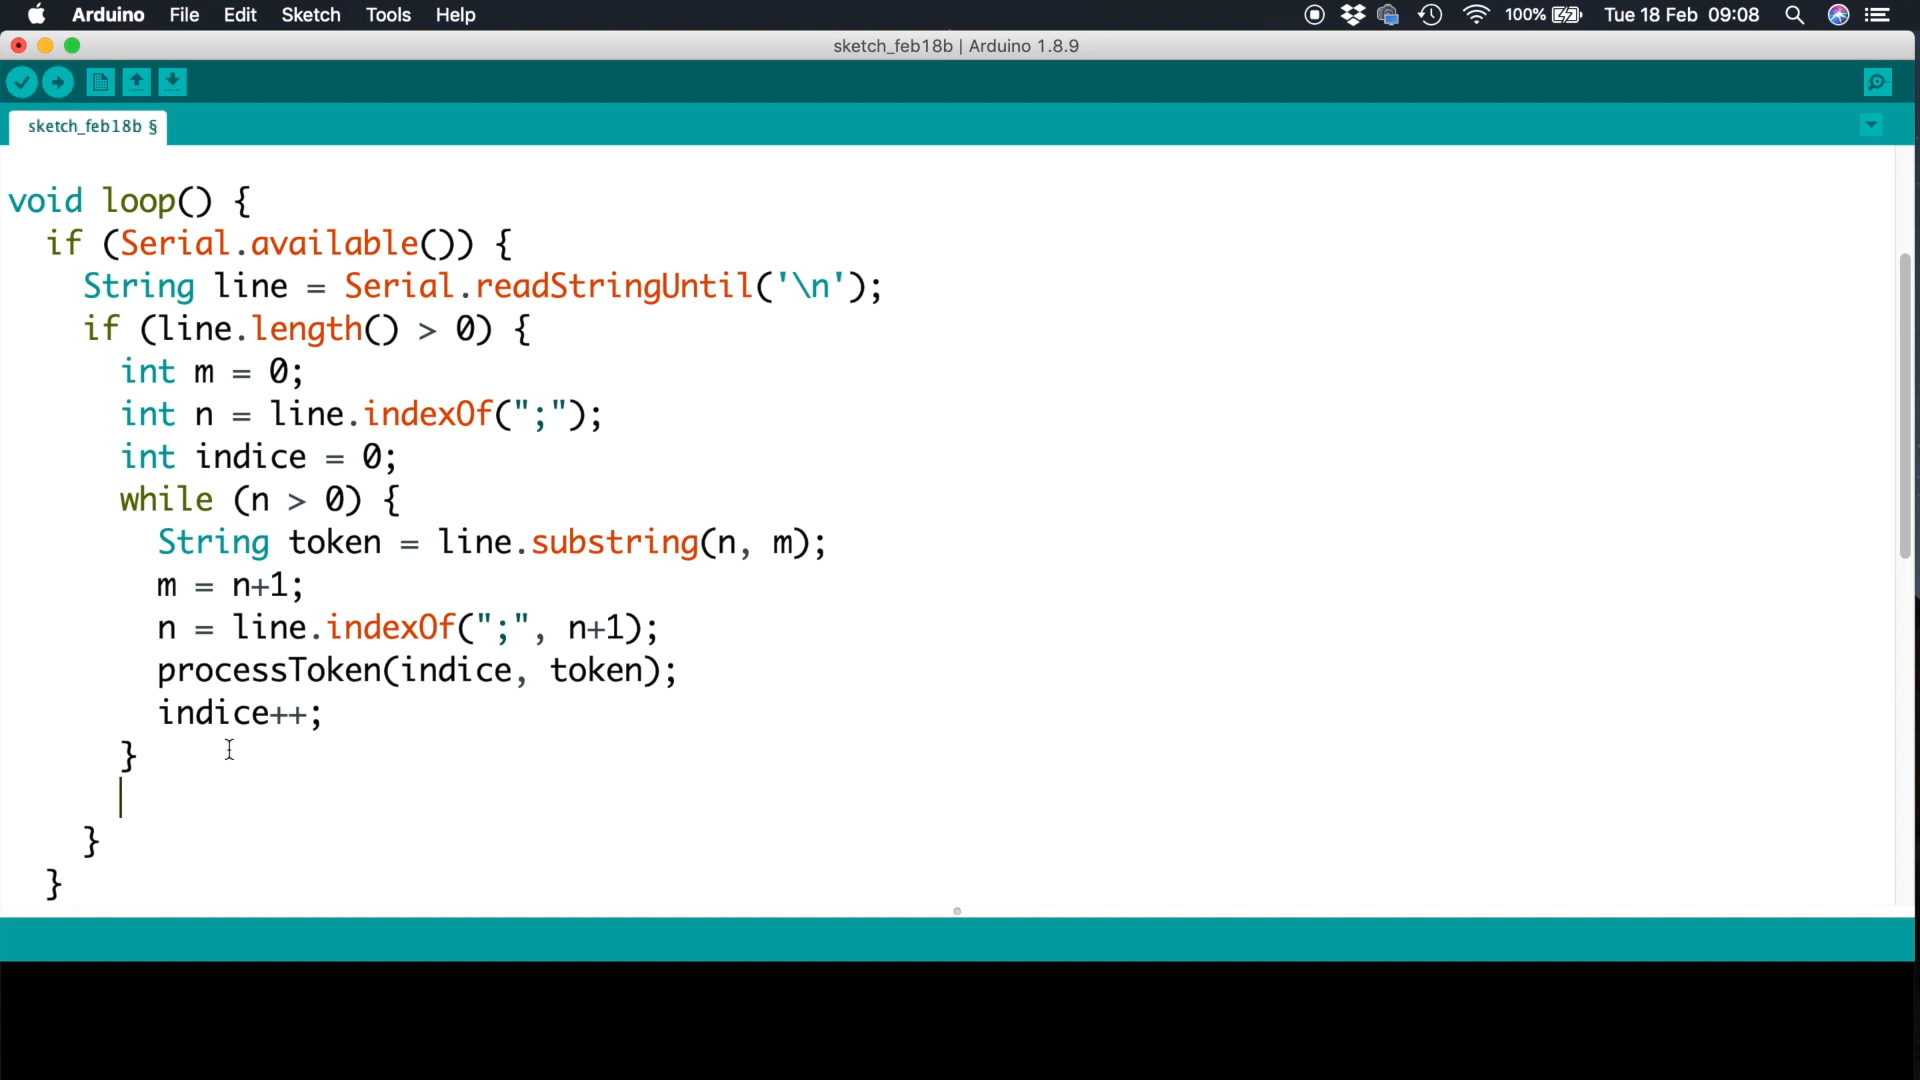 Arduino File Edit Sketch Tools Help 100% Tue 18 Feb 09:08
sketch_feb18b | Arduino 1.8.9
sketch_feb18b §
void loop() {
if (Serial.available()) {
String line = Serial.readStringUntil('\n');
if (line.length() > 0) {
int m = 0;
int n = line.indexOf(";");
int indice = 0;
while (n > 0) {
String token = line.substring(n, m);
m = n+1;
n = line.indexOf(";", n+1);
processToken(indice, token);
indice++;
}
}
}